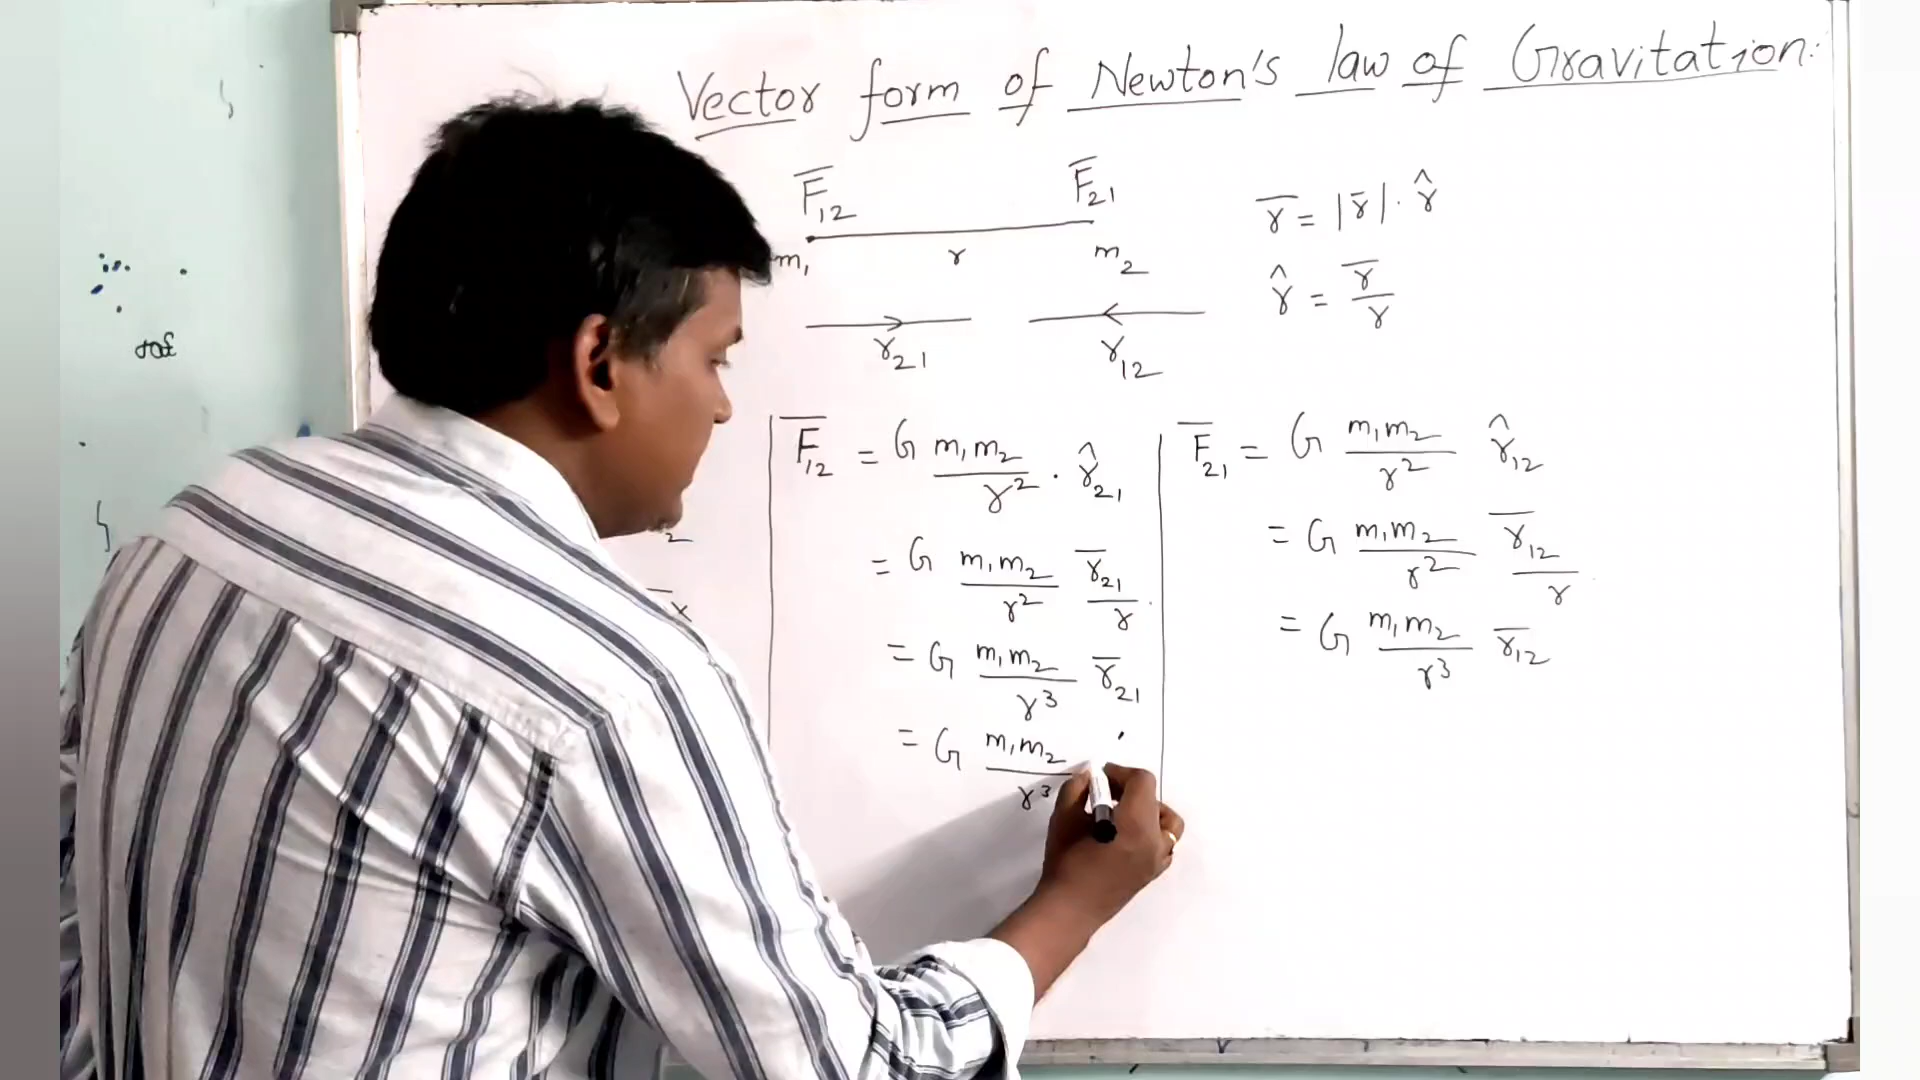 Vector form of Newton's law of Gravitation:
F̅₁₂ F̅₂₁
m₁ r m₂
r₂₁ r₁₂
r̅ = |r̅| · r̂
r̂ = r̅/r
F̅₁₂ = G m₁m₂/r² · r̂₂₁
= G m₁m₂/r² r̅₂₁/r
= G m₁m₂/r³ r̅₂₁
= G m₁m₂/r³
F̅₂₁ = G m₁m₂/r² r̂₁₂
= G m₁m₂/r² r̅₁₂/r
= G m₁m₂/r³ r̅₁₂